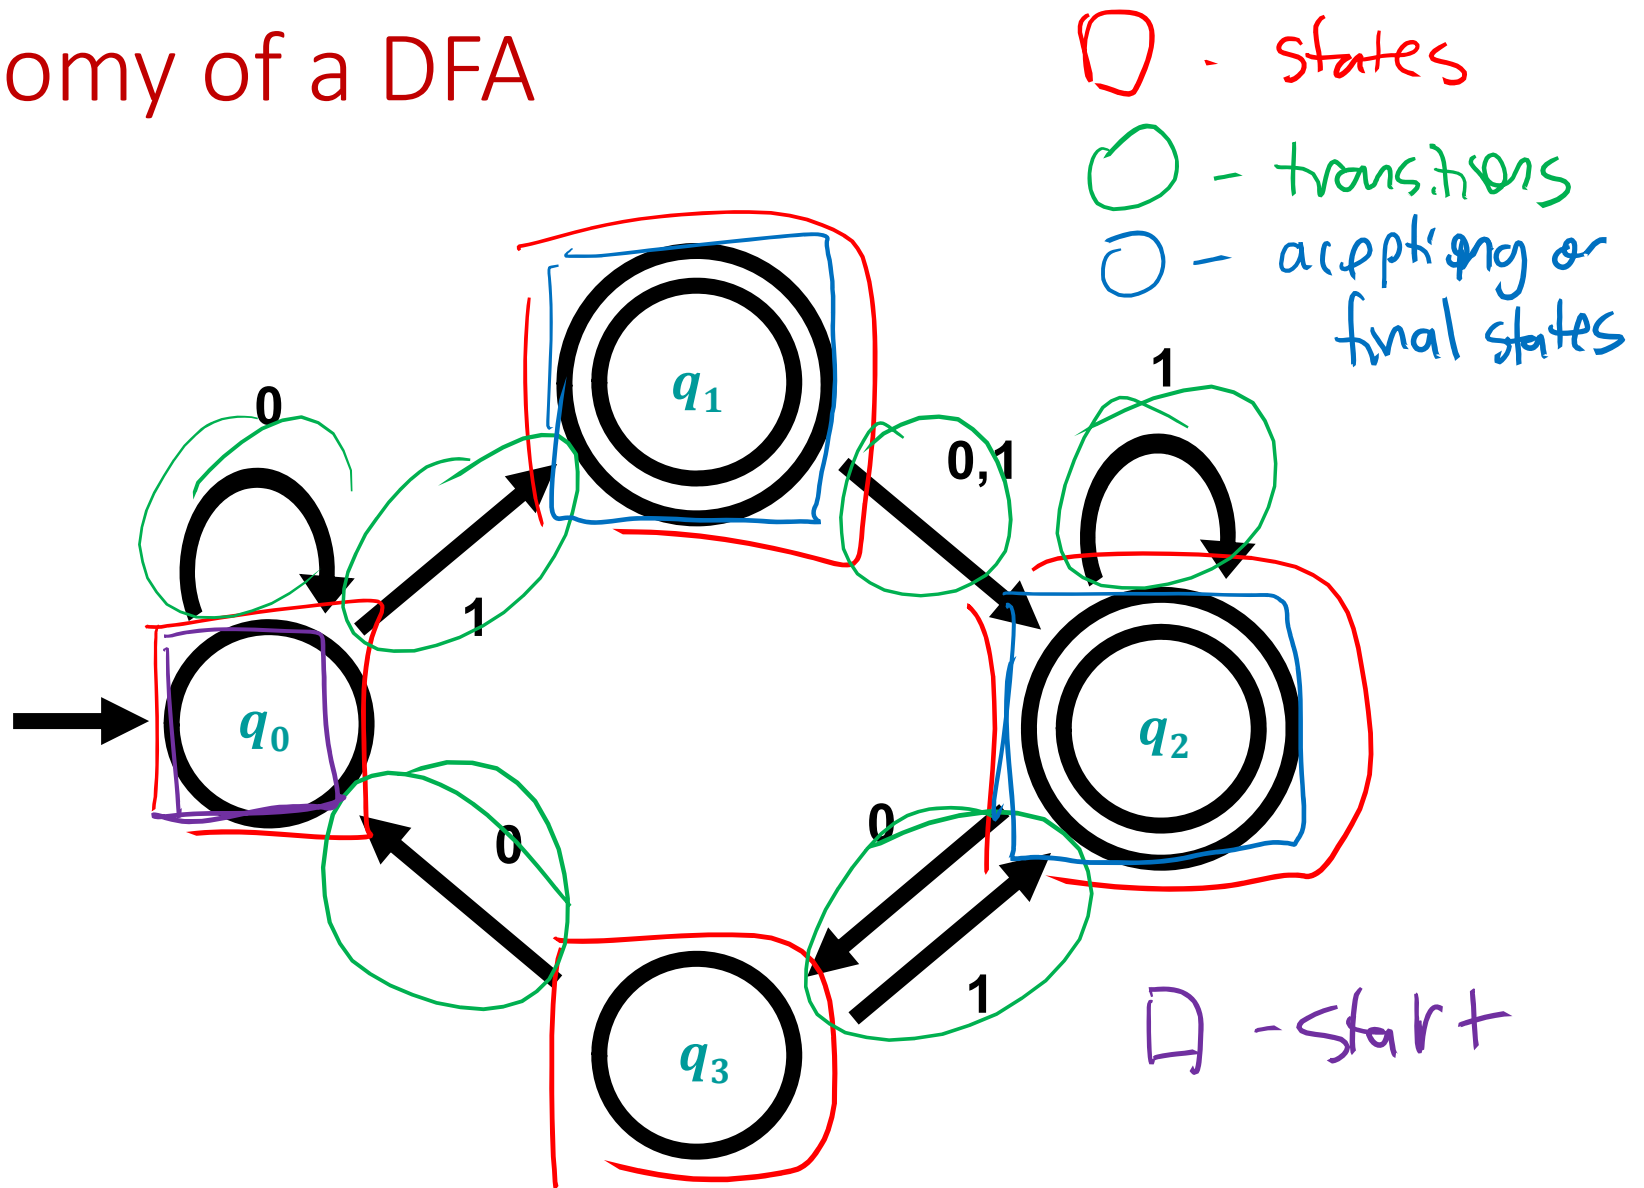 omy of a DFA
- states
- transitions
- acepting or
final states
1
q1
0
0,1
1
q0
q2
0
0
1
q3
- start